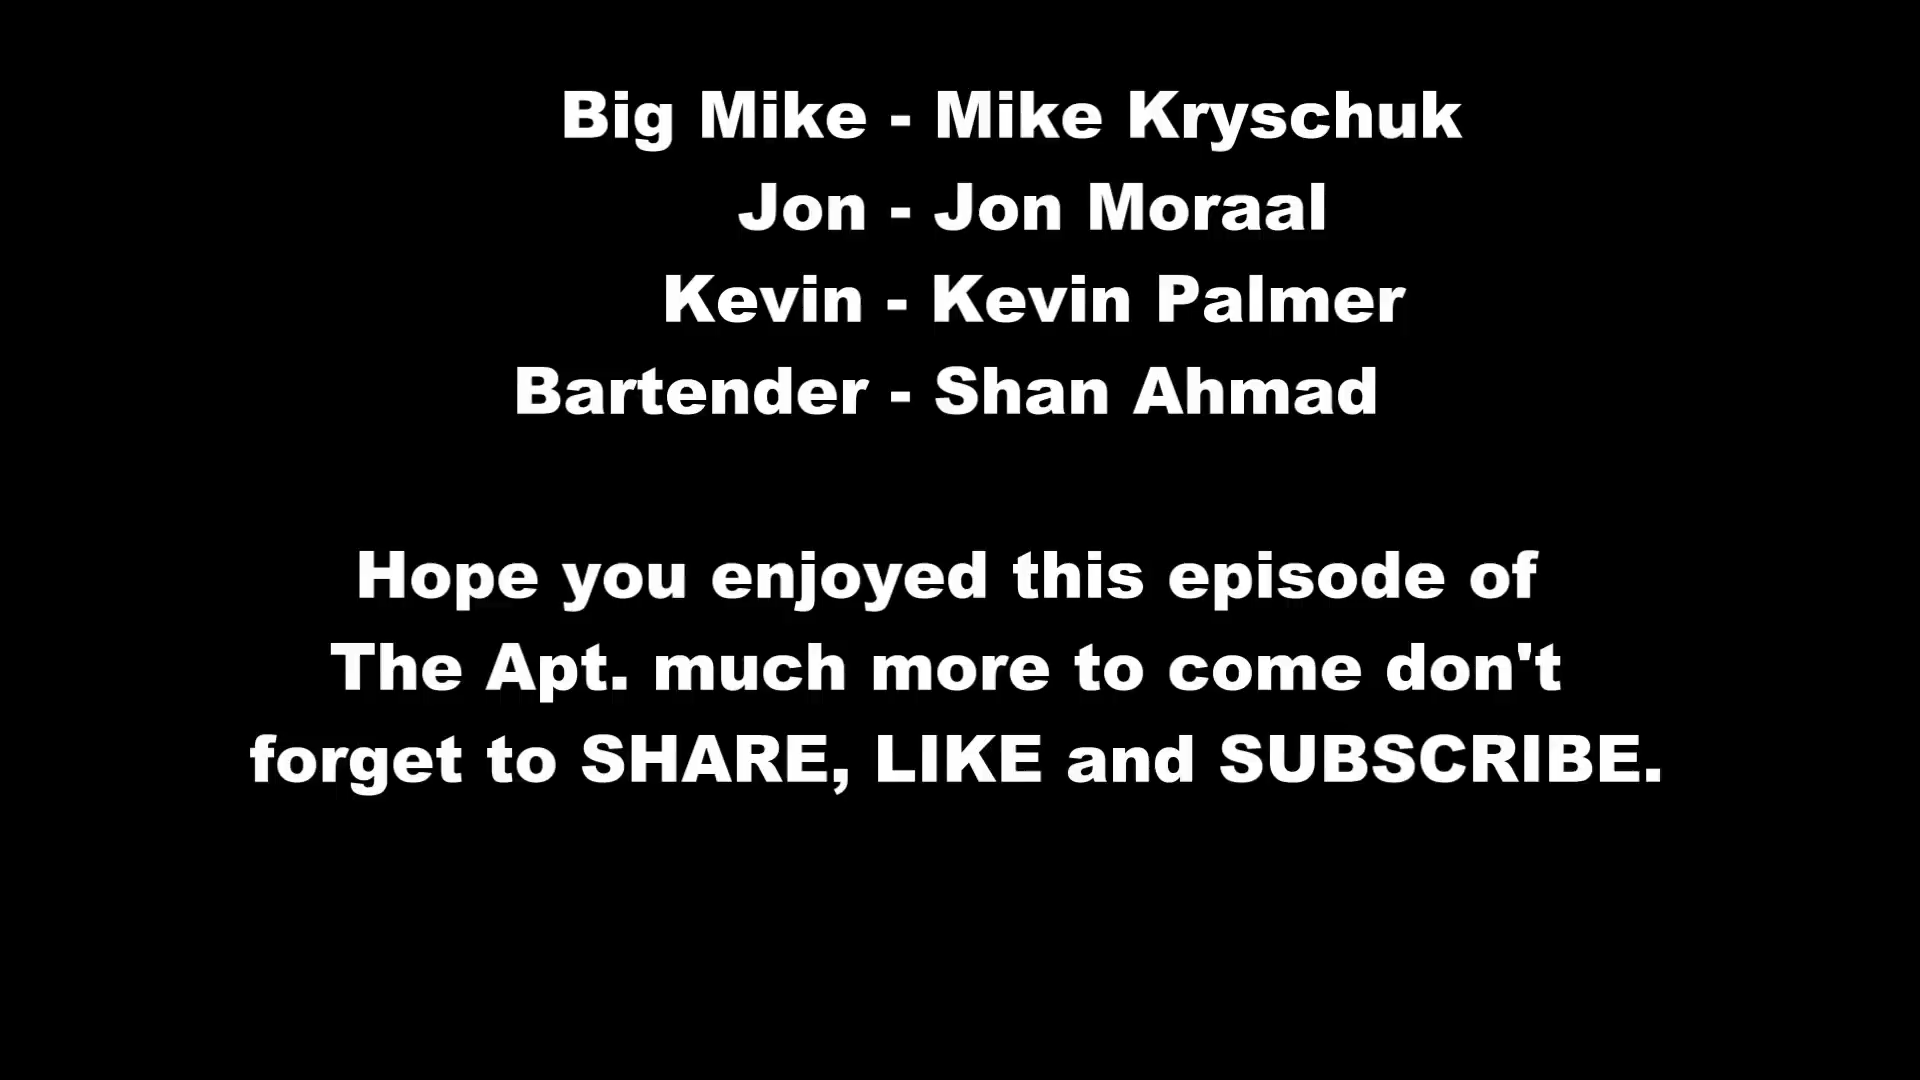 Big Mike - Mike Kryschuk
Jon - Jon Moraal
Kevin - Kevin Palmer
Bartender - Shan Ahmad
Hope you enjoyed this episode of
The Apt. much more to come don't
forget to SHARE, LIKE and SUBSCRIBE.